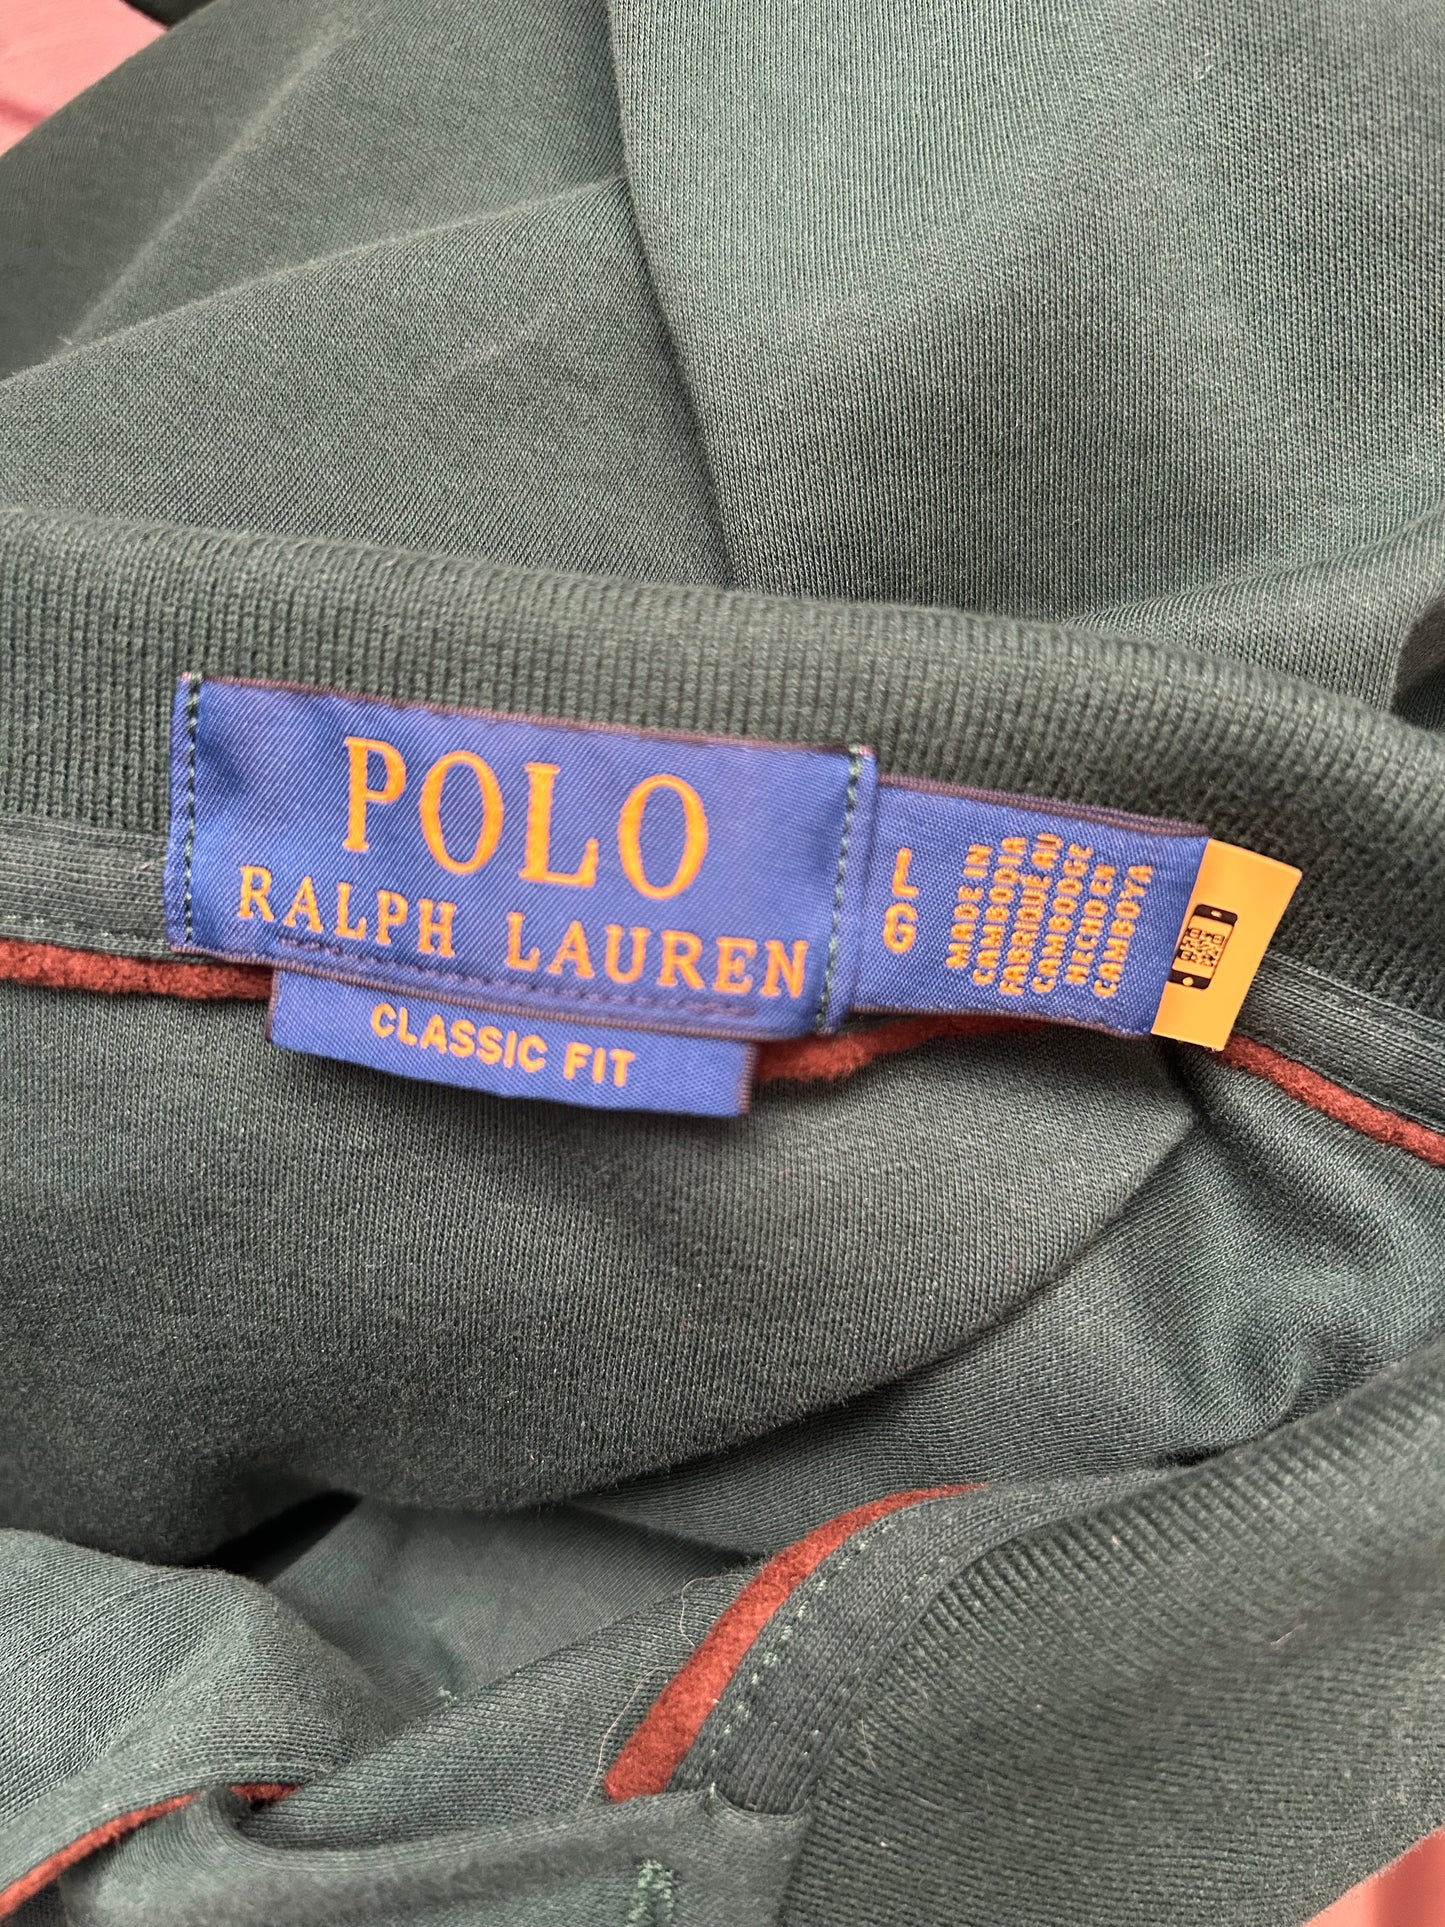 POLO
RALPH LAUREN
CLASSIC FIT
L
G
MADE IN
CAMBODIA
FABRIQUÉ AU
CAMBODGE
HECHO EN
CAMBOYA